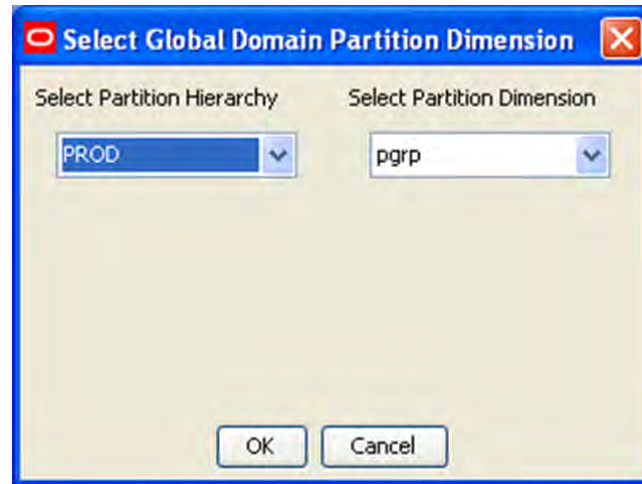 Select Global Domain Partition Dimension
Select Partition Hierarchy Select Partition Dimension
PROD pgrp
OK Cancel